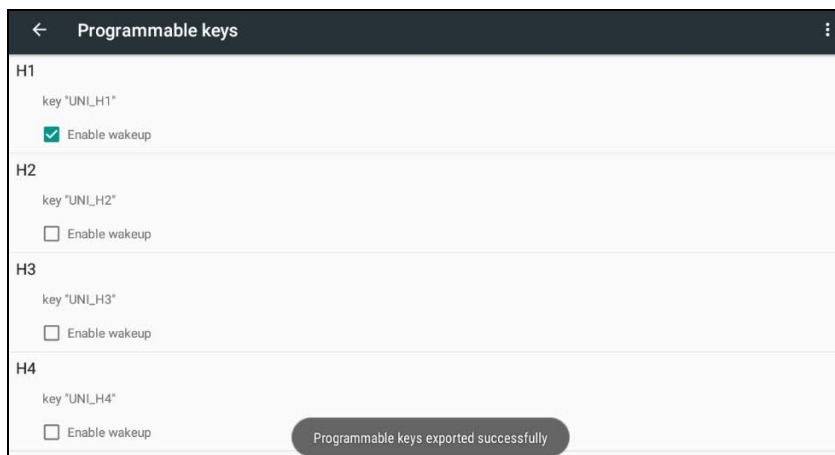 Programmable keys
H1
key "UNI_H1"
Enable wakeup
H2
key "UNI_H2"
Enable wakeup
H3
key "UNI_H3"
Enable wakeup
H4
key "UNI_H4"
Enable wakeup
Programmable keys exported successfully